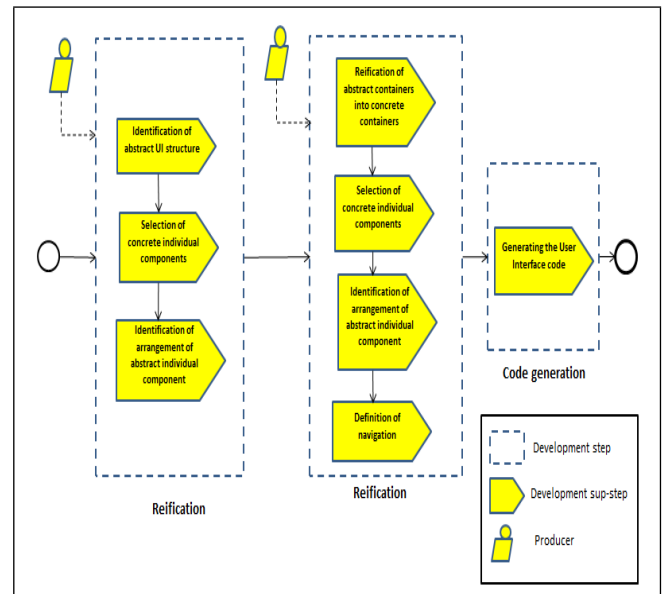 Identification of
abstract UI structure
Selection of
concrete individual
components
Identification of
arrangement of
abstract individual
component
Reification
Reification of
abstract containers
into concrete
containers
Selection of
concrete individual
components
Identification of
arrangement of
abstract individual
component
Definition of
navigation
Reification
Generating the User
Interface code
Code generation
Development step
Development sup-step
Producer